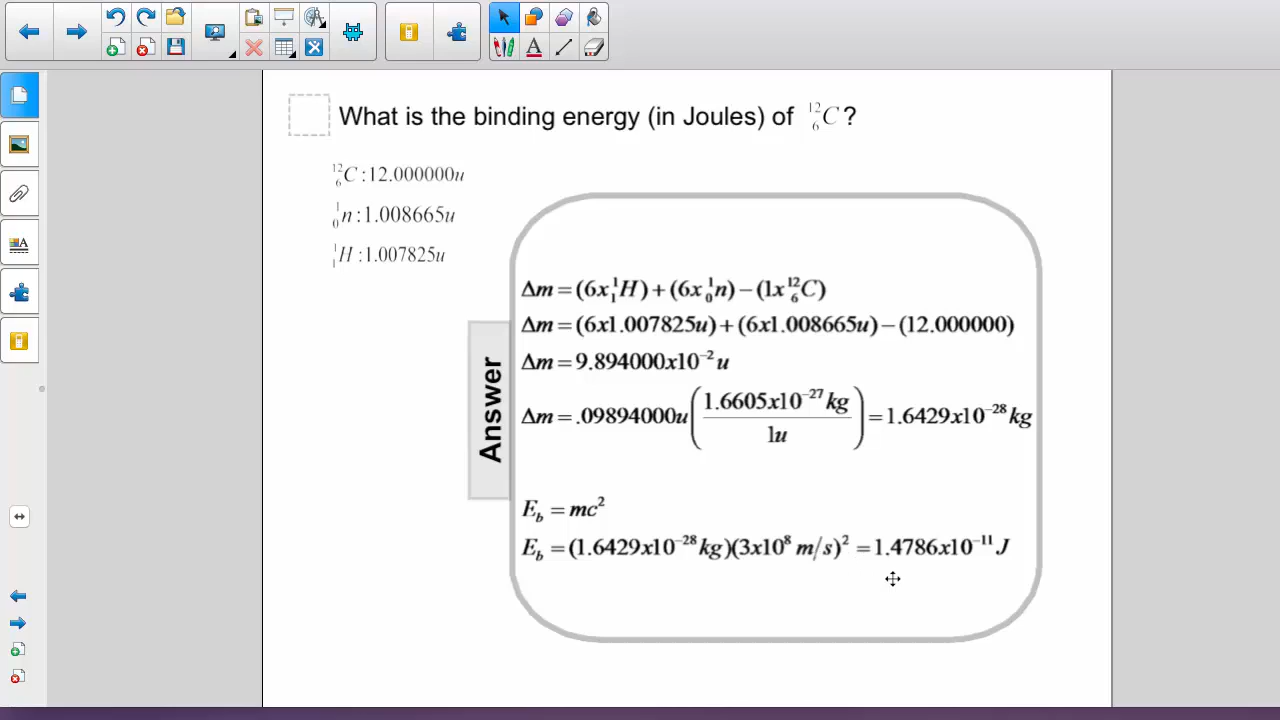 What is the binding energy (in Joules) of ¹²₆C ?
¹²₆C :12.000000u
¹₀n :1.008665u
¹₁H :1.007825u
Answer
Δm = (6x¹₁H) + (6x¹₀n) − (1x¹²₆C)
Δm = (6x1.007825u) + (6x1.008665u) − (12.000000)
Δm = 9.894000x10⁻²u
Δm = .09894000u(1.6605x10⁻²⁷kg/1u) = 1.6429x10⁻²⁸kg
E_b = mc²
E_b = (1.6429x10⁻²⁸kg)(3x10⁸ m/s)² = 1.4786x10⁻¹¹J